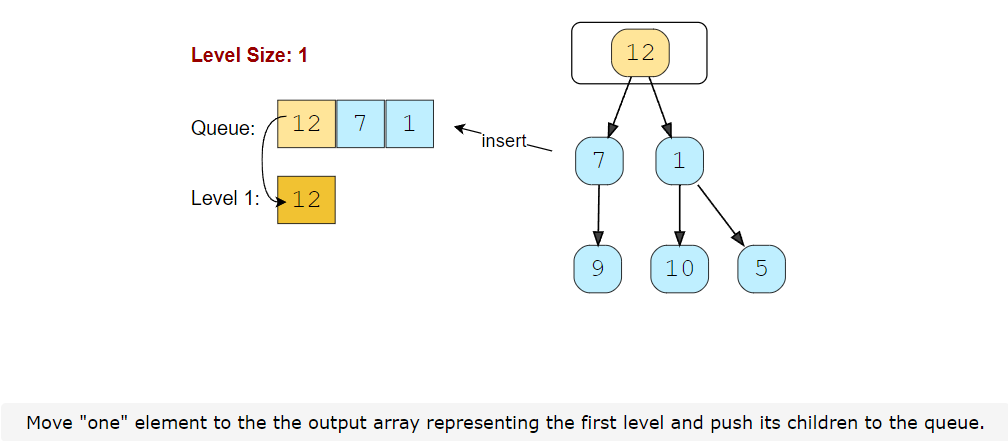 Level Size: 1
12
Queue: 12 7 1
insert
7 1
Level 1: 12
9 10 5
Move "one" element to the the output array representing the first level and push its children to the queue.